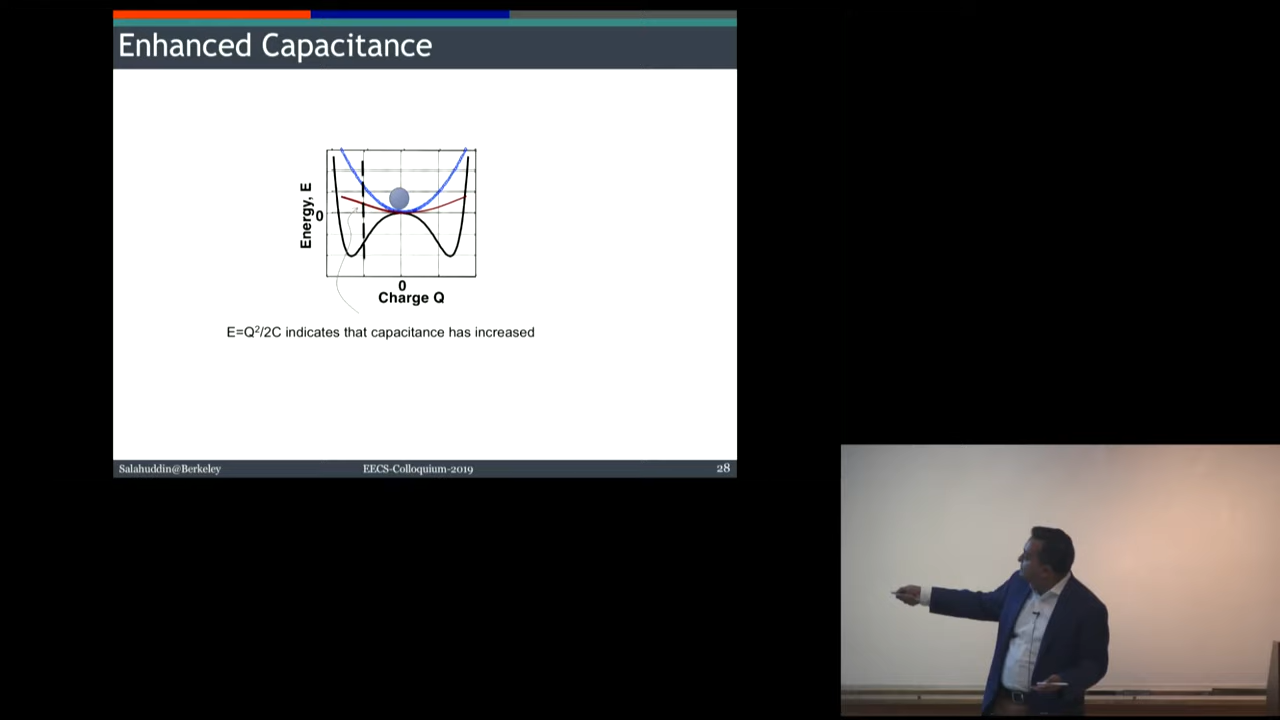 Enhanced Capacitance
Energy, E
0
0
Charge Q
E=Q²/2C indicates that capacitance has increased
Salahuddin@Berkeley
EECS-Colloquium-2019
28